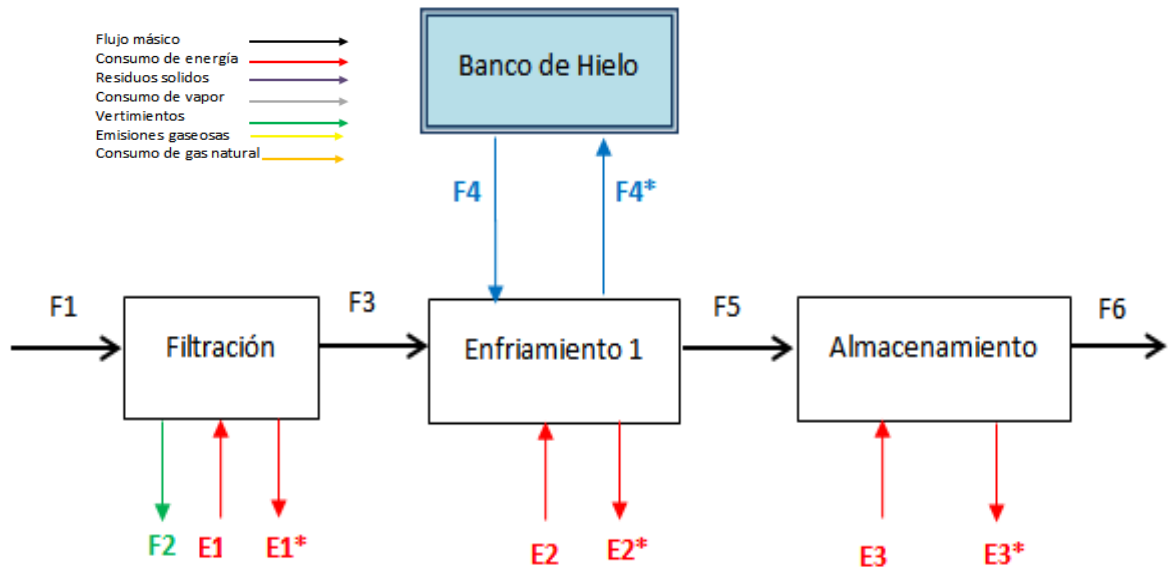 Flujo másico
Consumo de energía
Residuos solidos
Consumo de vapor
Vertimientos
Emisiones gaseosas
Consumo de gas natural
Banco de Hielo
F4
F4*
F1
F3
F5
F6
Filtración
Enfriamiento 1
Almacenamiento
F2
E1
E1*
E2
E2*
E3
E3*